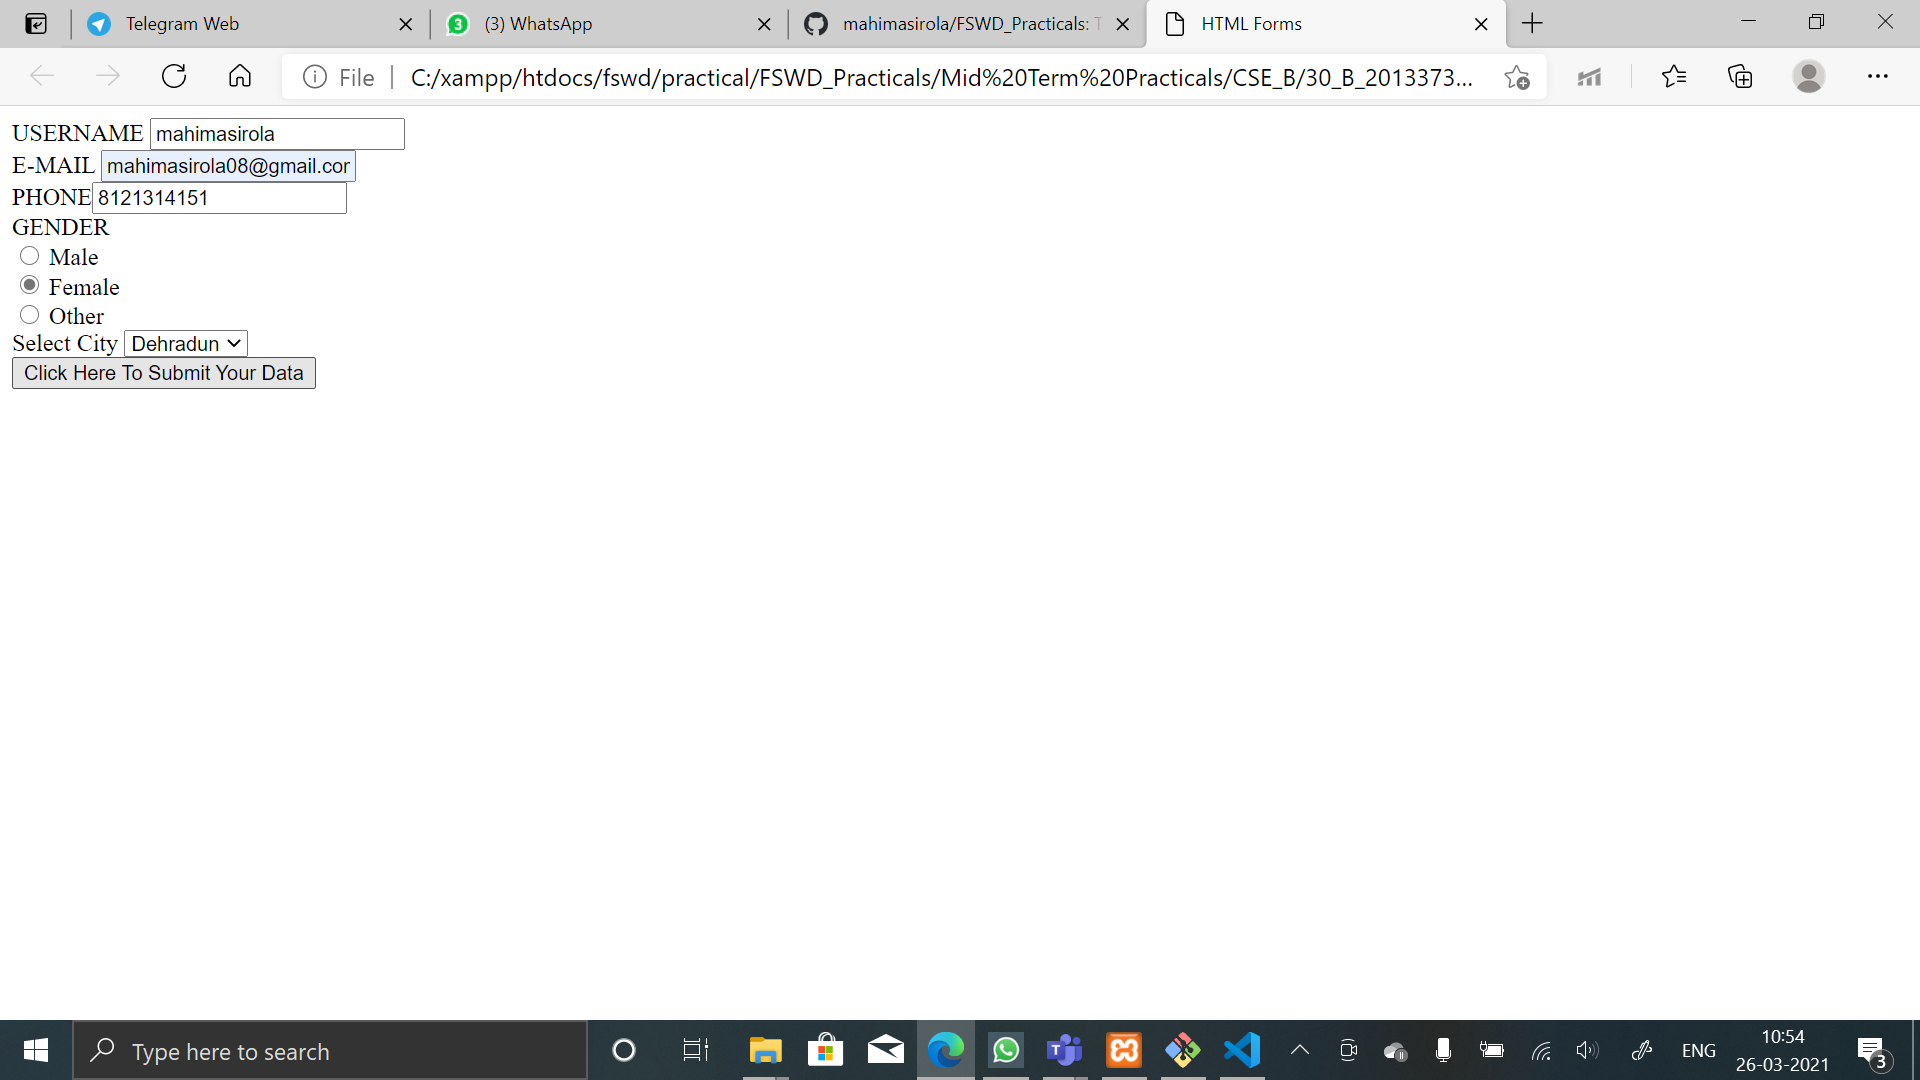 Telegram Web
3 (3) WhatsApp
mahimasirola/FSWD_Practicals:
HTML Forms
File C:/xampp/htdocs/fswd/practical/FSWD_Practicals/Mid%20Term%20Practicals/CSE_B/30_B_2013373...
USERNAME mahimasirola
E-MAIL mahimasirola08@gmail.cor
PHONE 8121314151
GENDER
Male
Female
Other
Select City Dehradun
Click Here To Submit Your Data
Type here to search
ENG
10:54
26-03-2021
3